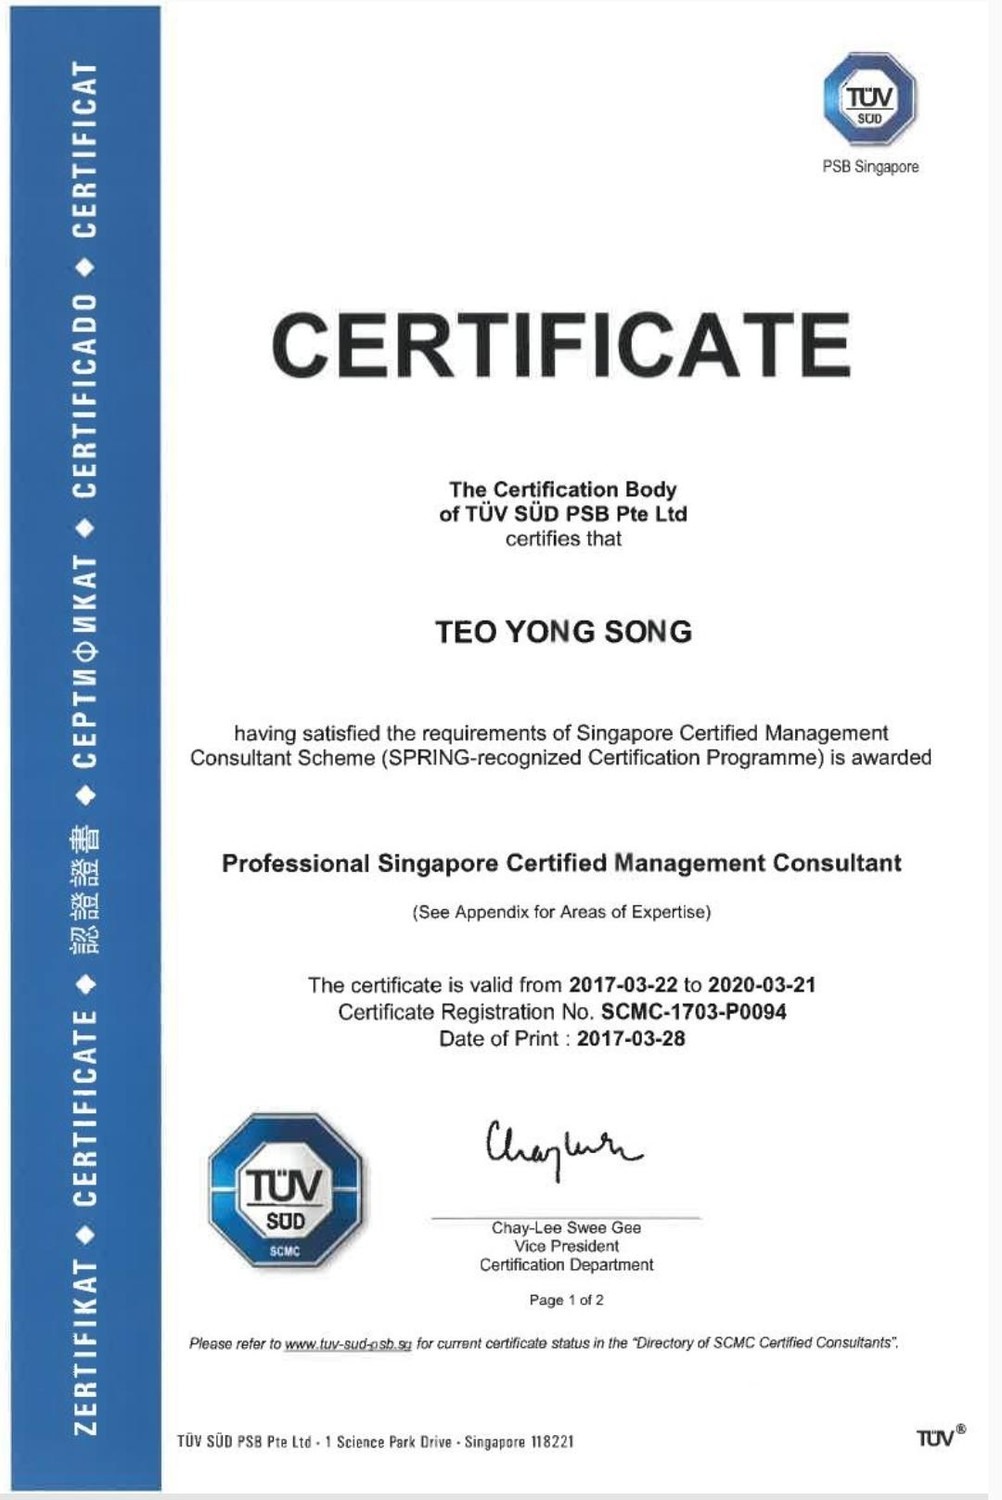 TÜV
SÜD
PSB Singapore
ZERTIFIKAT ◆ CERTIFICATE ◆ 認證證書 ◆ СЕРТИФИКАТ ◆ CERTIFICADO ◆ CERTIFICAT
CERTIFICATE
The Certification Body
of TÜV SÜD PSB Pte Ltd
certifies that
TEO YONG SONG
having satisfied the requirements of Singapore Certified Management
Consultant Scheme (SPRING-recognized Certification Programme) is awarded
Professional Singapore Certified Management Consultant
(See Appendix for Areas of Expertise)
The certificate is valid from 2017-03-22 to 2020-03-21
Certificate Registration No. SCMC-1703-P0094
Date of Print : 2017-03-28
TÜV
SÜD
SCMC
Chay-Lee Swee Gee
Vice President
Certification Department
Page 1 of 2
Please refer to www.tuv-sud-psb.sg for current certificate status in the "Directory of SCMC Certified Consultants".
TÜV SÜD PSB Pte Ltd - 1 Science Park Drive - Singapore 118221
TÜV®